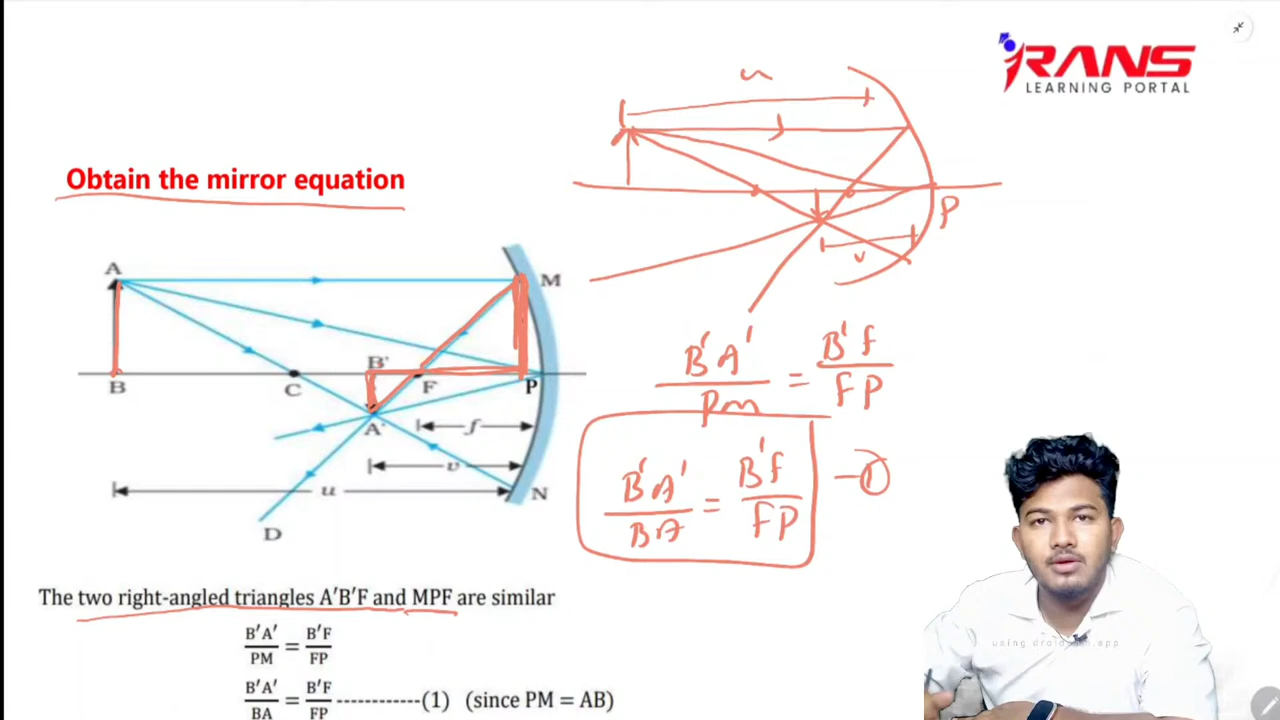 RANS
LEARNING PORTAL
Obtain the mirror equation
u
P
A
M
B
C
B'
F
P
A'
f
v
u
N
D
v
B'A' / PM = B'F / FP
B'A' / BA = B'F / FP - ①
The two right-angled triangles A′B′F and MPF are similar
B′A′ / PM = B′F / FP
B′A′ / BA = B′F / FP ------------(1) (since PM = AB)